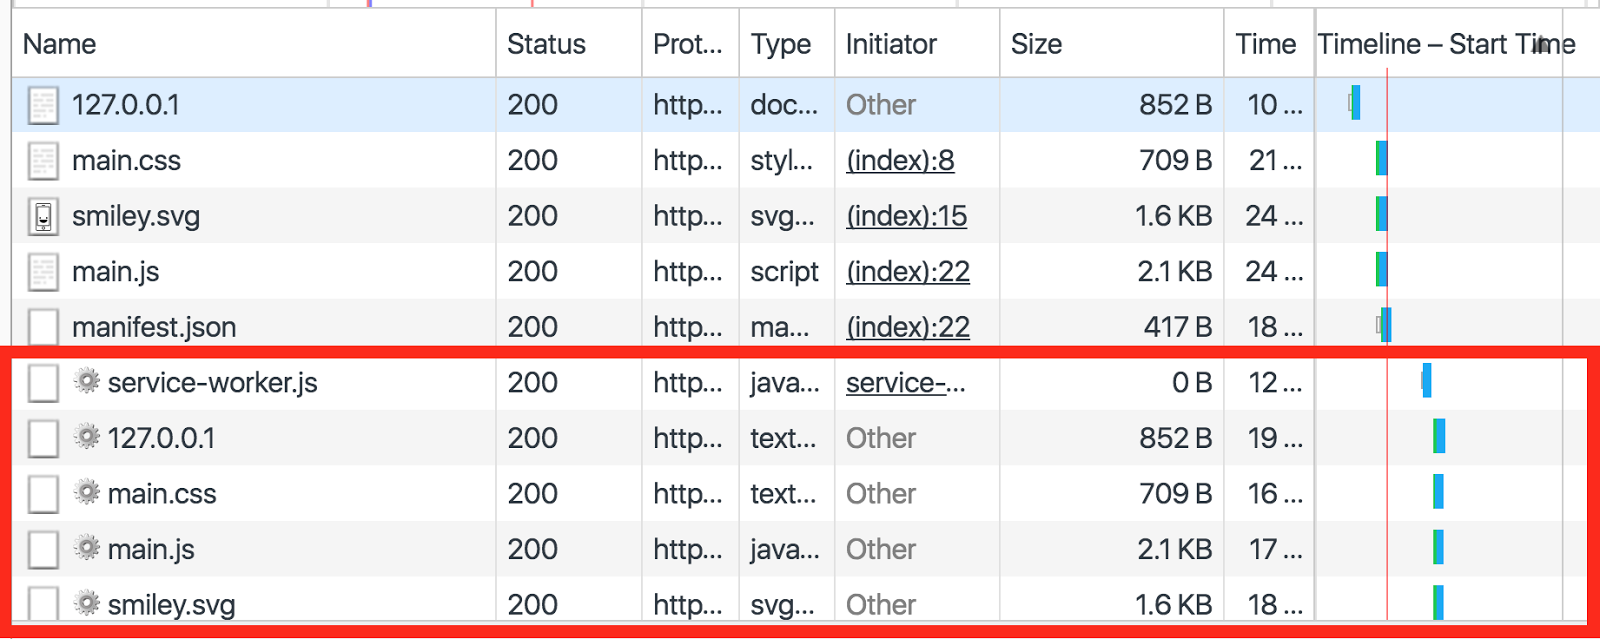 Name Status Prot... Type Initiator Size Time Timeline – Start Time
127.0.0.1 200 http... doc... Other 852 B 10 ...
main.css 200 http... styl... (index):8 709 B 21 ...
smiley.svg 200 http... svg... (index):15 1.6 KB 24 ...
main.js 200 http... script (index):22 2.1 KB 24 ...
manifest.json 200 http... ma... (index):22 417 B 18 ...
service-worker.js 200 http... java... service-... 0 B 12 ...
127.0.0.1 200 http... text... Other 852 B 19 ...
main.css 200 http... text... Other 709 B 16 ...
main.js 200 http... java... Other 2.1 KB 17 ...
smiley.svg 200 http... svg... Other 1.6 KB 18 ...